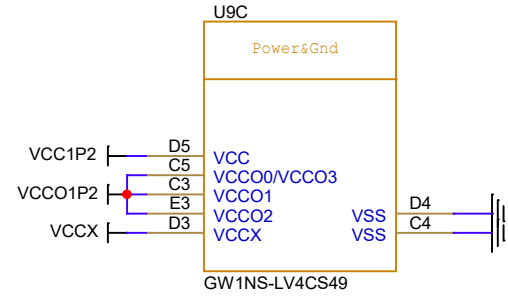 U9C
Power&Gnd
VCC1P2
D5
VCC
C5
VCCO0/VCCO3
VCCO1P2
C3
VCCO1
E3
VCCO2
D4
VSS
VCCX
D3
VCCX
C4
VSS
GW1NS-LV4CS49